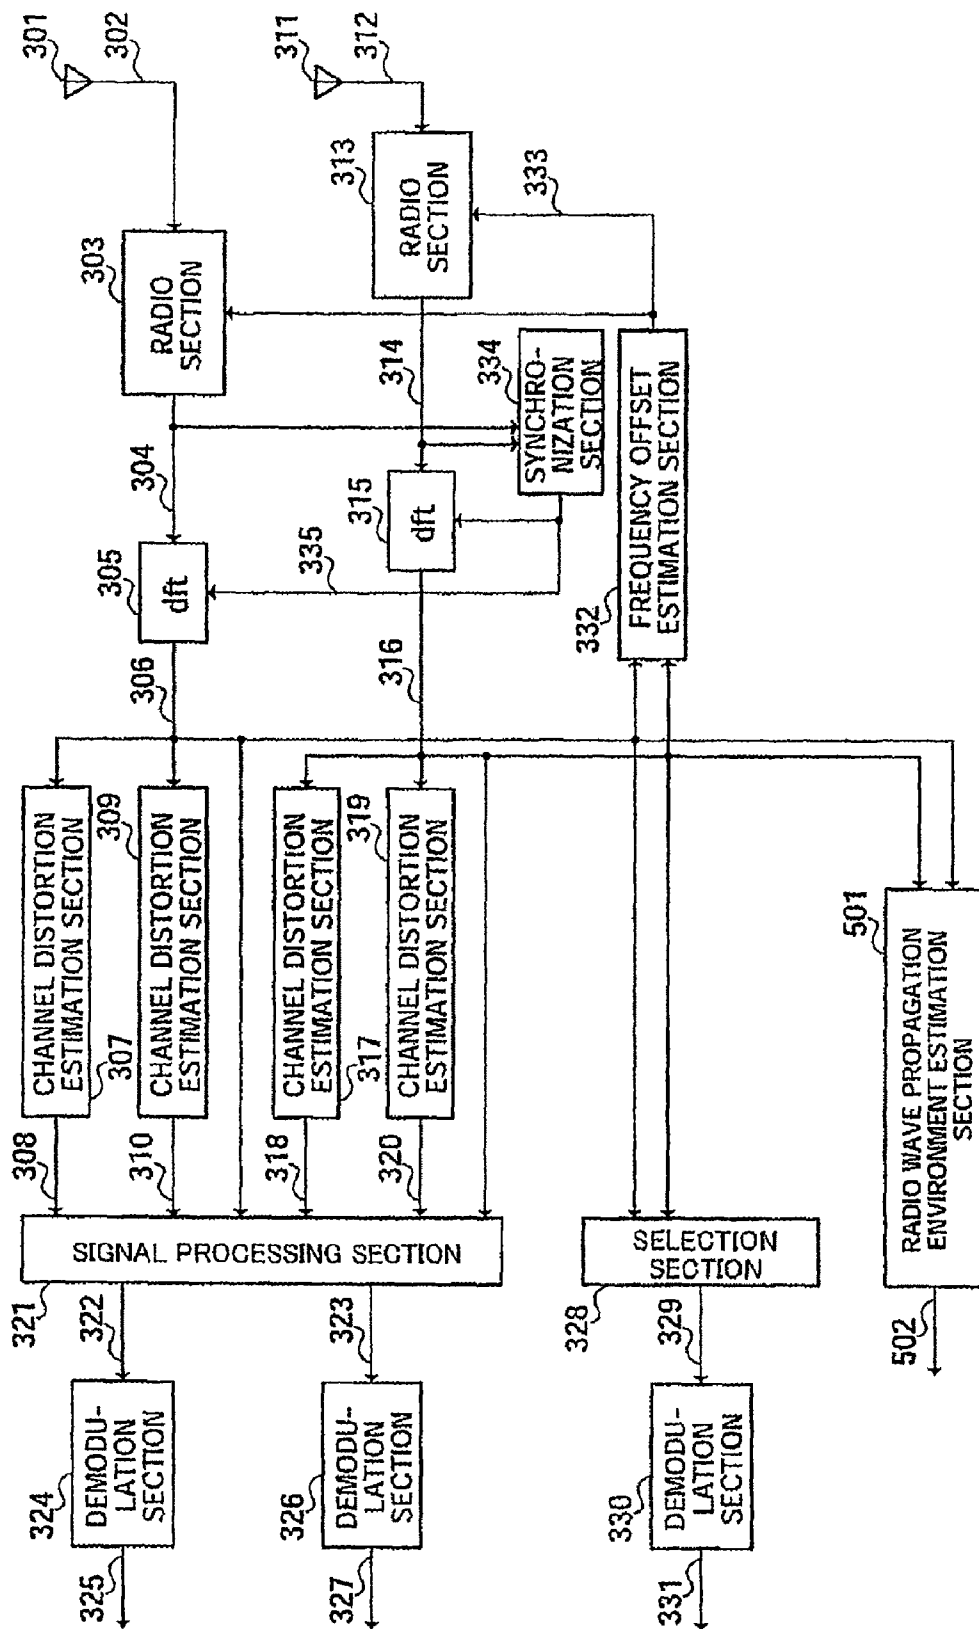 301
302
303
RADIO
SECTION
304
305
dft
306
CHANNEL DISTORTION
ESTIMATION SECTION
307
308
309
CHANNEL DISTORTION
ESTIMATION SECTION
310
311
312
313
RADIO
SECTION
314
315
dft
316
CHANNEL DISTORTION
ESTIMATION SECTION
317
318
319
CHANNEL DISTORTION
ESTIMATION SECTION
320
333
334
SYNCHRO-
NIZATION
SECTION
335
332
FREQUENCY OFFSET
ESTIMATION SECTION
SIGNAL PROCESSING SECTION
321
322
323
324
DEMODU-
LATION
SECTION
325
326
DEMODU-
LATION
SECTION
327
SELECTION
SECTION
328
329
330
DEMODU-
LATION
SECTION
331
501
RADIO WAVE PROPAGATION
ENVIRONMENT ESTIMATION
SECTION
502